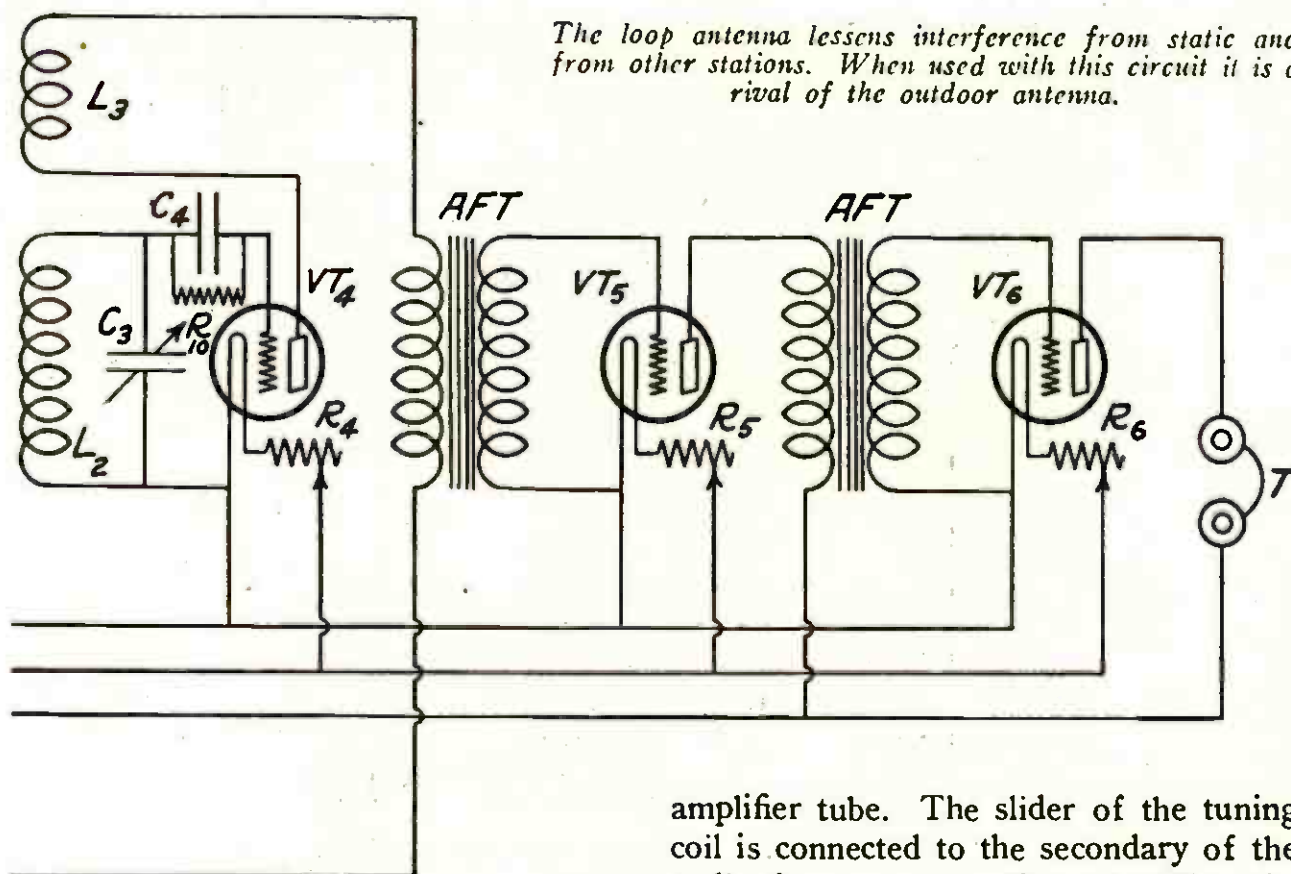 The loop antenna lessens interference from static and
from other stations. When used with this circuit it is a
rival of the outdoor antenna.
L3
C4
AFT
AFT
VT4
VT5
VT6
C3
R10
R4
R5
R6
L2
T
amplifier tube. The slider of the tuning
coil is connected to the secondary of the